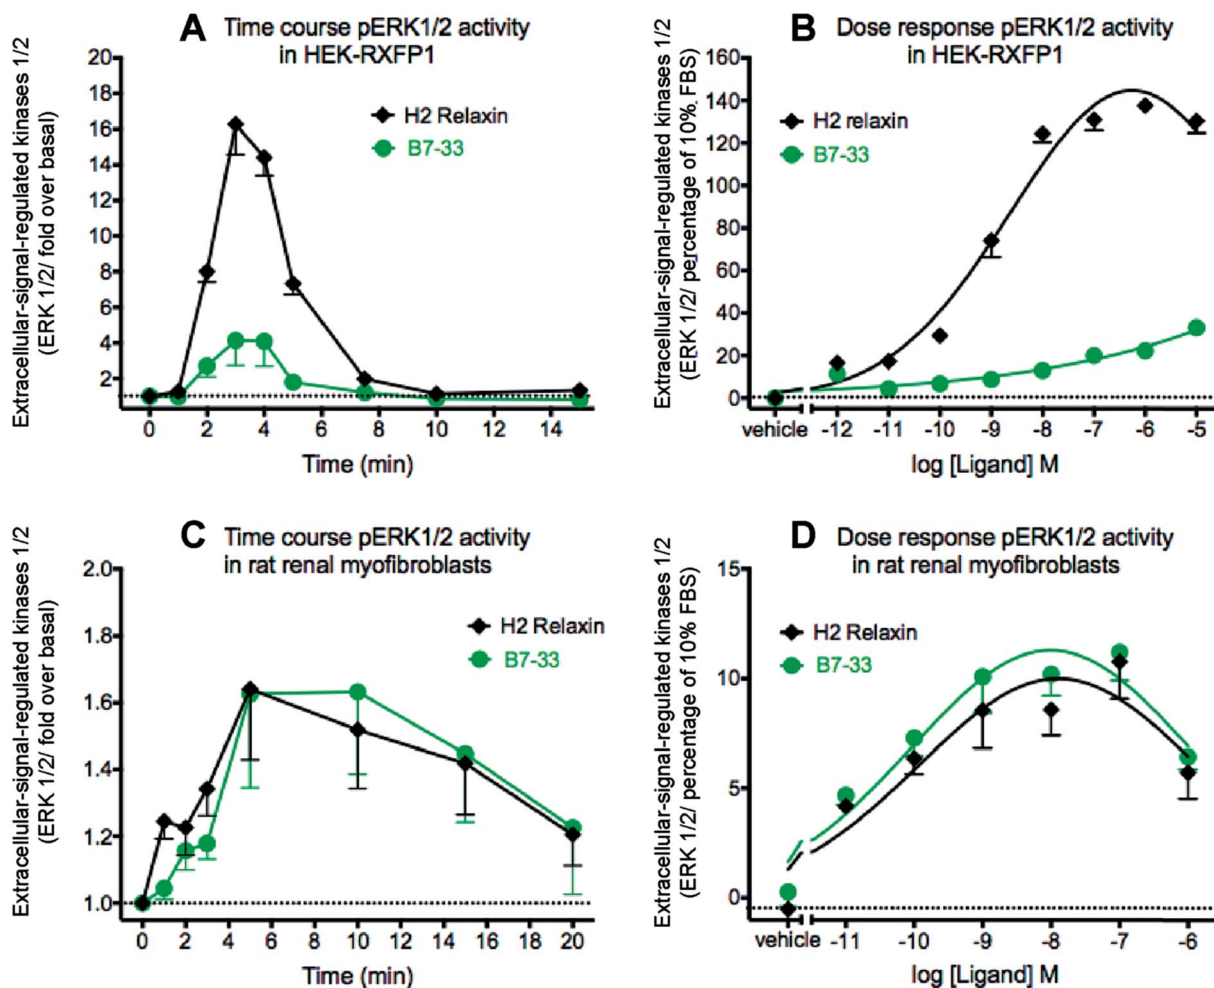 A
Time course pERK1/2 activity
in HEK-RXFP1
Extracellular-signal-regulated kinases 1/2
(ERK 1/2/ fold over basal)
20
18
16
14
12
10
8
6
4
2
H2 Relaxin
B7-33
0 2 4 6 8 10 12 14
Time (min)
B
Dose response pERK1/2 activity
in HEK-RXFP1
Extracellular-signal-regulated kinases 1/2
(ERK 1/2/ percentage of 10% FBS)
160
140
120
100
80
60
40
20
0
H2 relaxin
B7-33
vehicle -12 -11 -10 -9 -8 -7 -6 -5
log [Ligand] M
C
Time course pERK1/2 activity
in rat renal myofibroblasts
Extracellular-signal-regulated kinases 1/2
(ERK 1/2/ fold over basal)
2.0
1.8
1.6
1.4
1.2
1.0
H2 Relaxin
B7-33
0 2 4 6 8 10 12 14 16 18 20
Time (min)
D
Dose response pERK1/2 activity
in rat renal myofibroblasts
Extracellular-signal-regulated kinases 1/2
(ERK 1/2/ percentage of 10% FBS)
15
10
5
0
H2 Relaxin
B7-33
vehicle -11 -10 -9 -8 -7 -6
log [Ligand] M